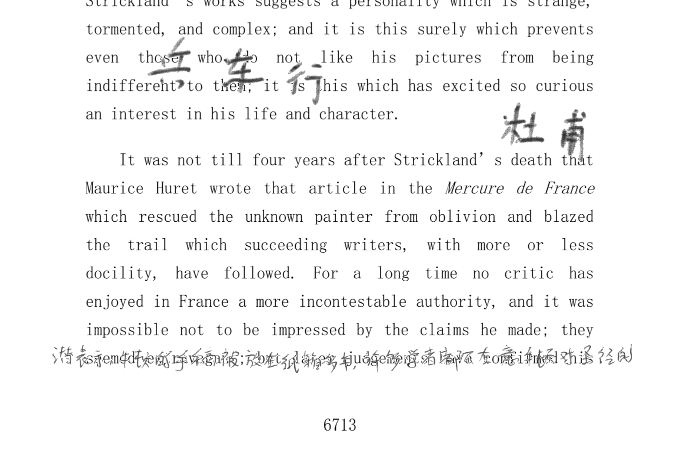 Strickland's works suggests a personality which is strange,
tormented, and complex; and it is this surely which prevents
even those who do not like his pictures from being
兵车行
indifferent to them; it is this which has excited so curious
an interest in his life and character.
杜甫
It was not till four years after Strickland's death that
Maurice Huret wrote that article in the Mercure de France
which rescued the unknown painter from oblivion and blazed
the trail which succeeding writers, with more or less
docility, have followed. For a long time no critic has
enjoyed in France a more incontestable authority, and it was
impossible not to be impressed by the claims he made; they
seemed extravagant; but later judgements have confirmed his
6713